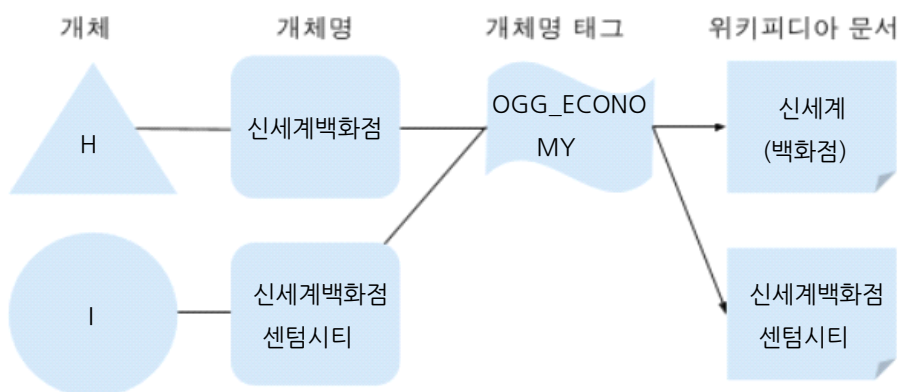 개체 개체명 개체명 태그 위키피디아 문서
H
신세계백화점
OGG_ECONO
MY
신세계
(백화점)
I
신세계백화점
센텀시티
신세계백화점
센텀시티